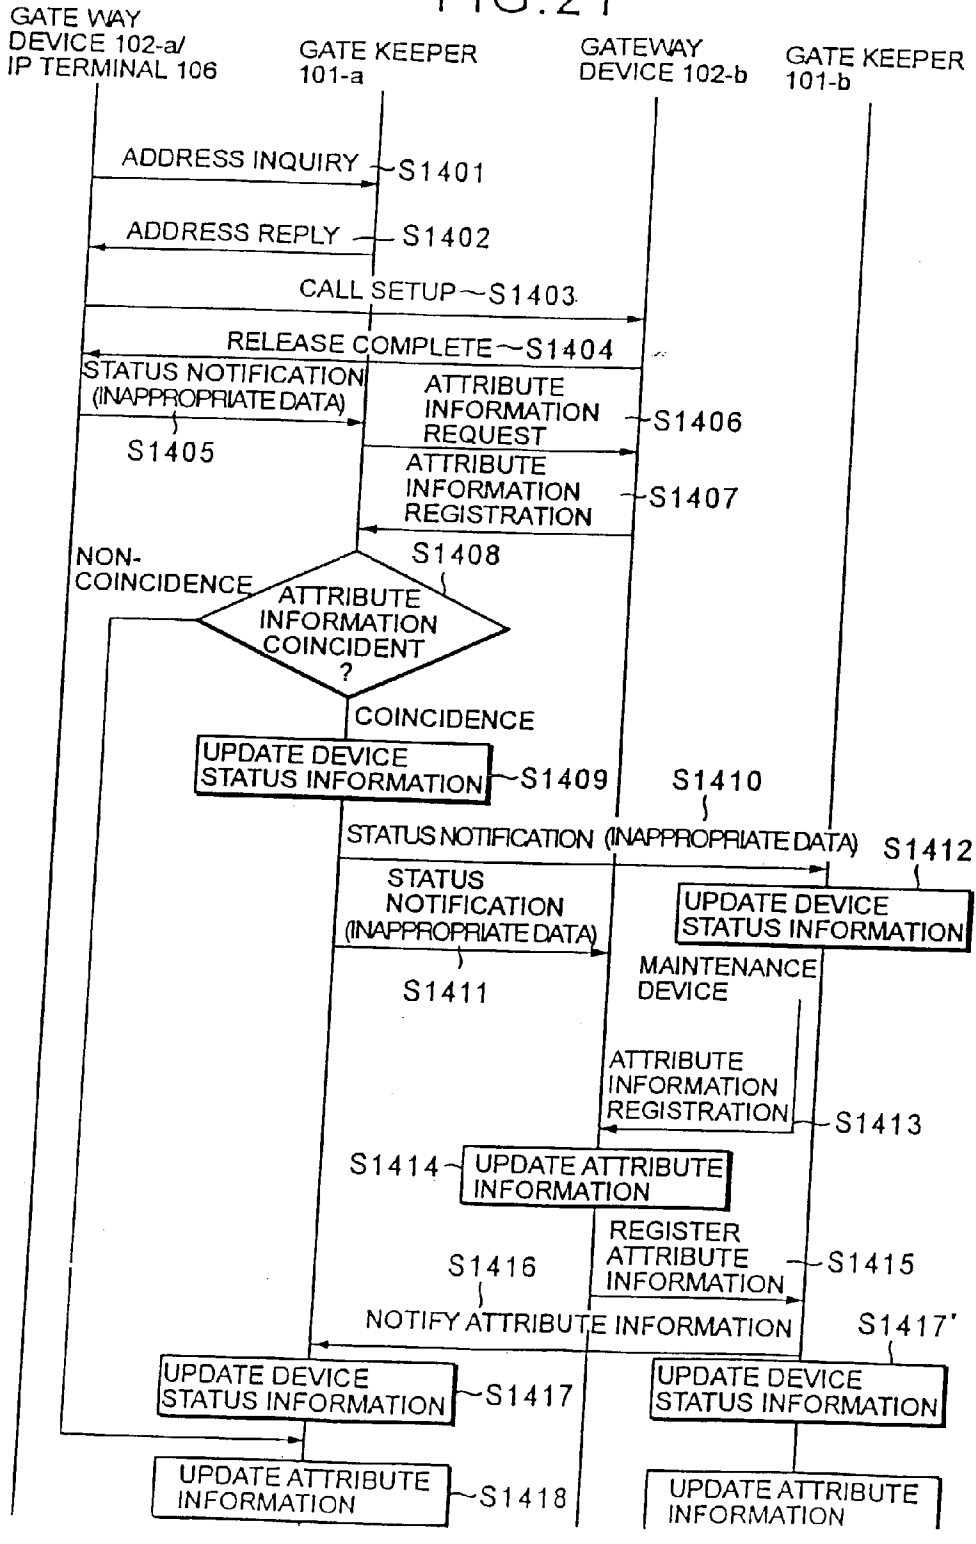 FIG.21
GATE WAY
DEVICE 102-a/
IP TERMINAL 106
GATE KEEPER
101-a
GATEWAY
DEVICE 102-b
GATE KEEPER
101-b
ADDRESS INQUIRY
S1401
ADDRESS REPLY
S1402
CALL SETUP
S1403
RELEASE COMPLETE
S1404
STATUS NOTIFICATION
(INAPPROPRIATE DATA)
S1405
ATTRIBUTE
INFORMATION
REQUEST
S1406
ATTRIBUTE
INFORMATION
REGISTRATION
S1407
S1408
NON-
COINCIDENCE
ATTRIBUTE
INFORMATION
COINCIDENT
?
COINCIDENCE
UPDATE DEVICE
STATUS INFORMATION
S1409
S1410
STATUS NOTIFICATION (INAPPROPRIATE DATA)
S1412
STATUS
NOTIFICATION
(INAPPROPRIATE DATA)
S1411
UPDATE DEVICE
STATUS INFORMATION
MAINTENANCE
DEVICE
ATTRIBUTE
INFORMATION
REGISTRATION
S1413
S1414
UPDATE ATTRIBUTE
INFORMATION
REGISTER
ATTRIBUTE
INFORMATION
S1415
S1416
NOTIFY ATTRIBUTE INFORMATION
S1417'
UPDATE DEVICE
STATUS INFORMATION
S1417
UPDATE DEVICE
STATUS INFORMATION
UPDATE ATTRIBUTE
INFORMATION
S1418
UPDATE ATTRIBUTE
INFORMATION